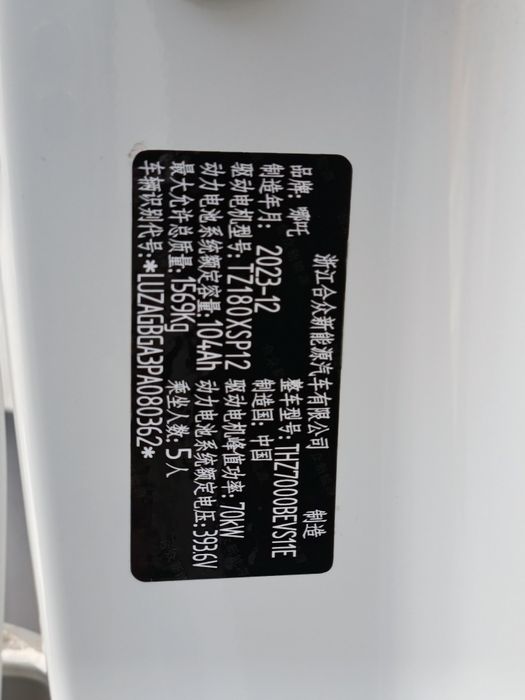 浙江合众新能源汽车有限公司 制造
品牌: 哪吒 整车型号: THZ7000BEVS11E
制造年月: 2023-12 制造国: 中国
驱动电机型号: TZ180XSP12 驱动电机峰值功率: 70kW
动力电池系统额定容量: 104Ah 动力电池系统额定电压: 393.6V
最大允许总质量: 1569Kg 乘坐人数: 5 人
车辆识别代号: *LUZAGBGA3PA080362*